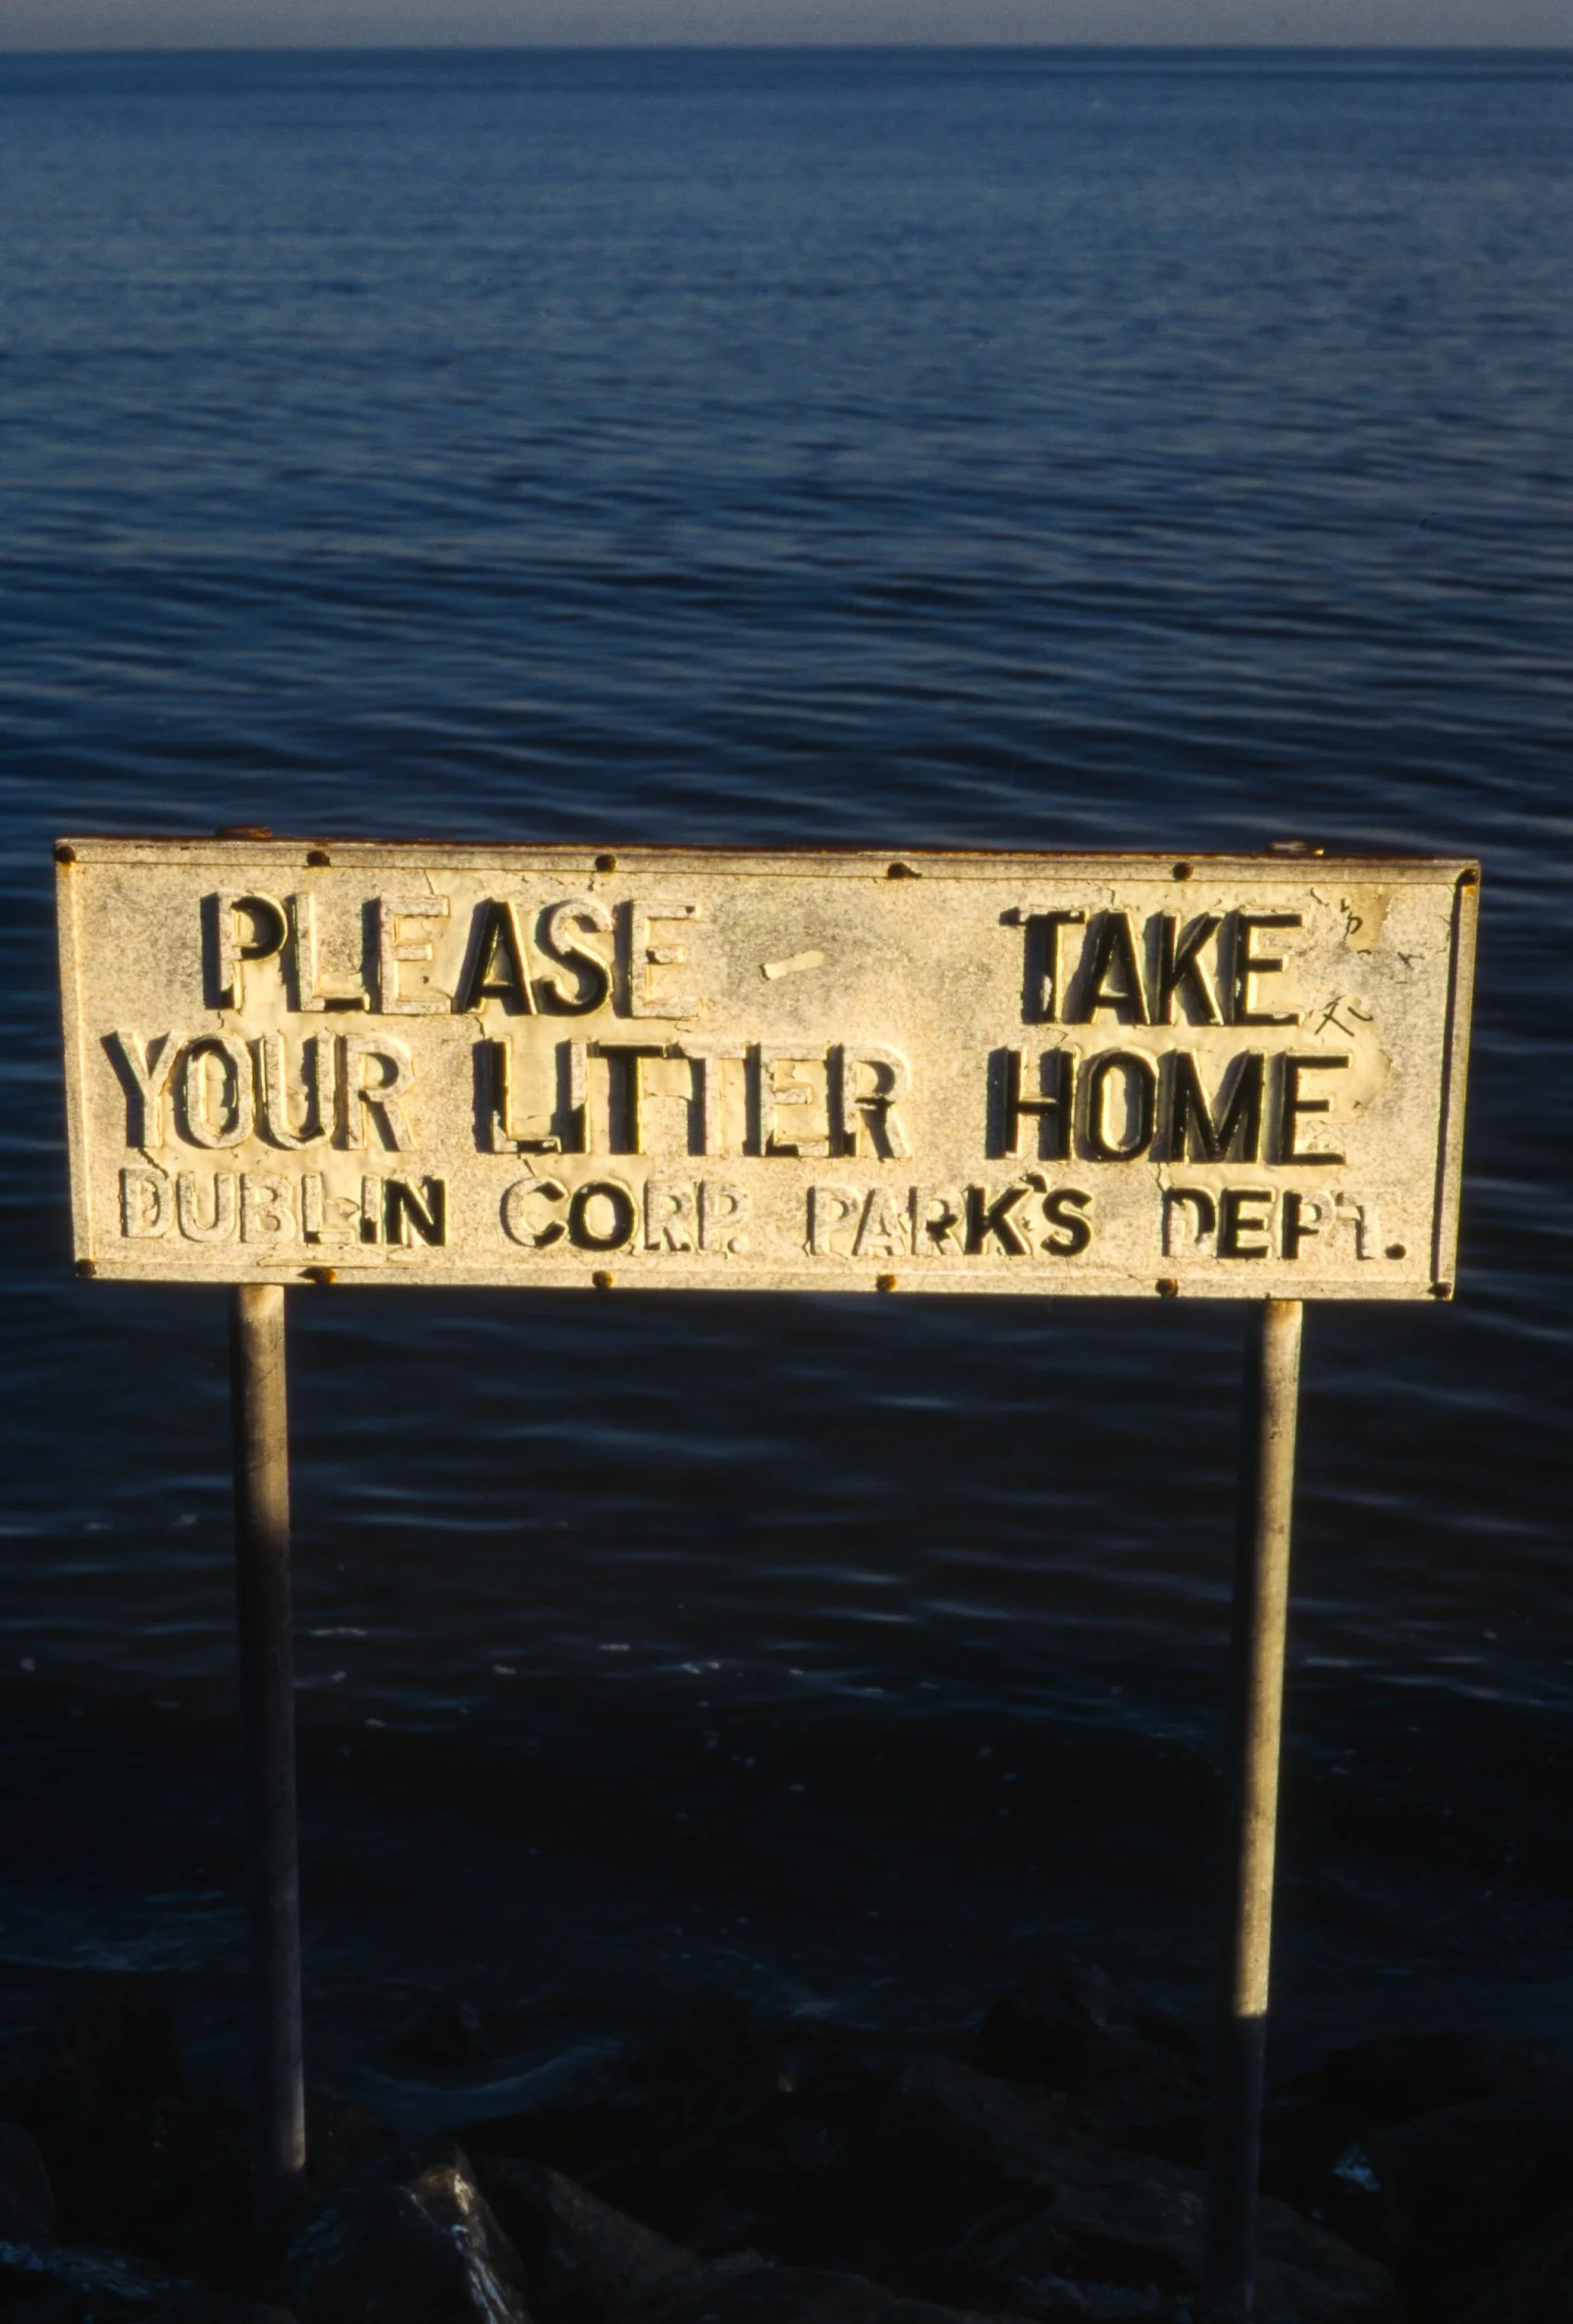 PLEASE TAKE
YOUR LITTER HOME
DUBLIN CORP. PARK'S DEPT.